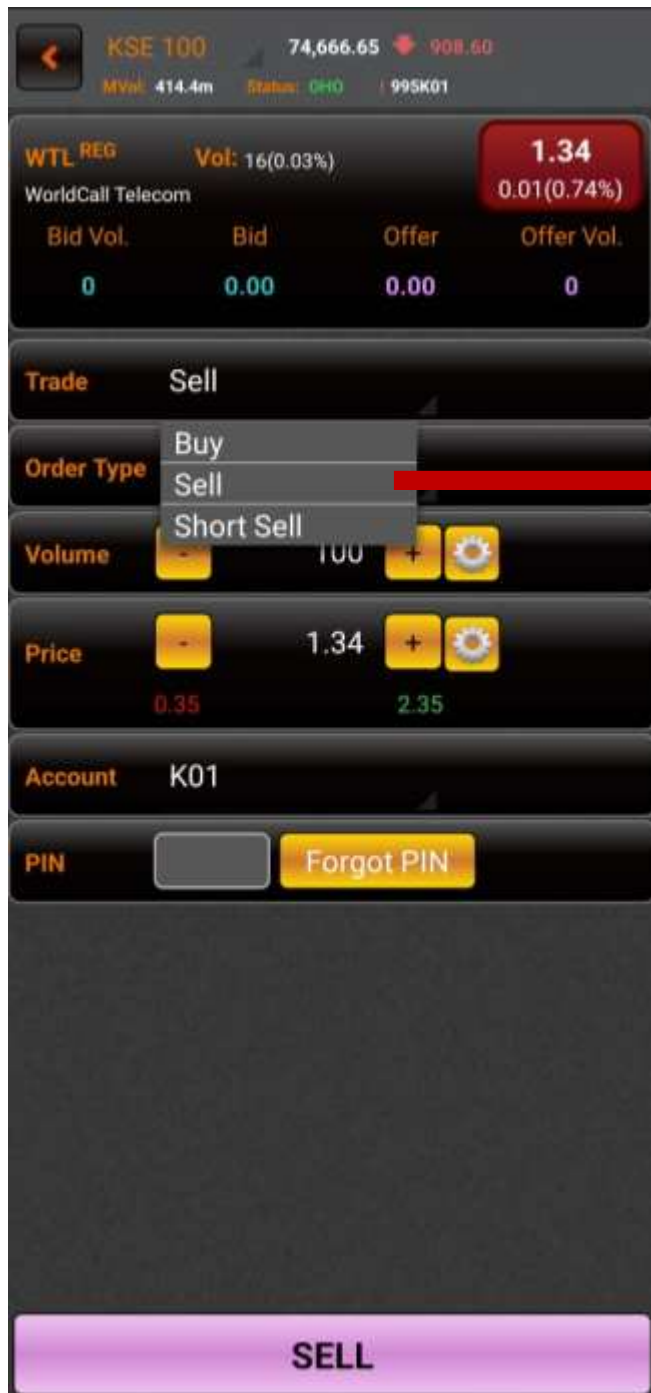 KSE 100 74,666.65 908.60
MVol: 414.4m Status: OHO 995K01
WTL REG Vol: 16(0.03%) 1.34
WorldCall Telecom 0.01(0.74%)
Bid Vol. Bid Offer Offer Vol.
0 0.00 0.00 0
Trade Sell
Buy
Order Type Sell
Short Sell
Volume - 100 +
Price - 1.34 +
0.35 2.35
Account K01
PIN Forgot PIN
SELL